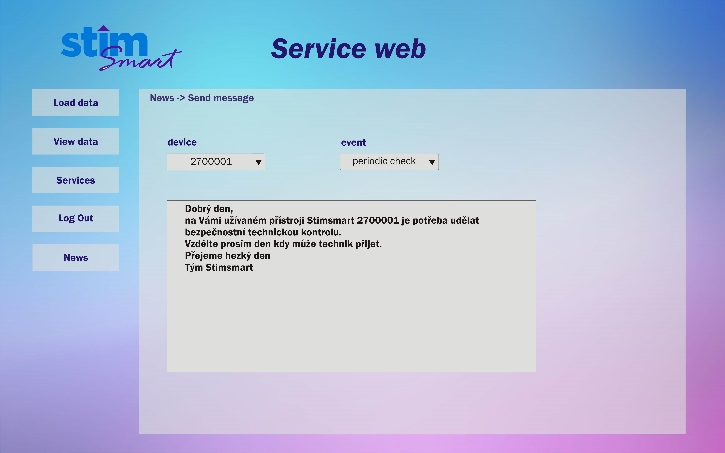 stim
Smart
Service web
Load data
View data
Services
Log Out
News
News -> Send message
device
event
2700001
periodic check
Dobrý den,
na Vámi užívaném přístroji Stimsmart 2700001 je potřeba udělat
bezpečnostní technickou kontrolu.
Vzdělte prosím den kdy může technik přijet.
Přejeme hezký den
Tým Stimsmart